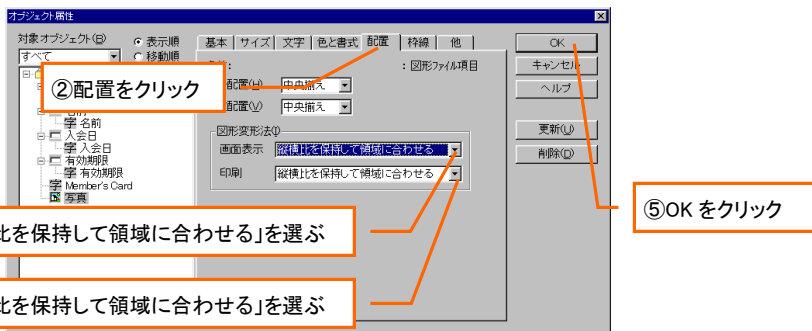 オブジェクト属性
対象オブジェクト(B)
表示順
移動順
すべて
基本
サイズ
文字
色と書式
配置
枠線
他
OK
キャンセル
ヘルプ
更新(U)
削除(D)
：図形ファイル項目
②配置をクリック
配置(H)
中央揃え
配置(V)
中央揃え
名前
字 名前
入会日
字 入会日
有効期限
字 有効期限
字 Member's Card
写真
図形変形法(I)
画面表示
縦横比を保持して領域に合わせる
印刷
縦横比を保持して領域に合わせる
⑤OK をクリック
比を保持して領域に合わせる」を選ぶ
比を保持して領域に合わせる」を選ぶ